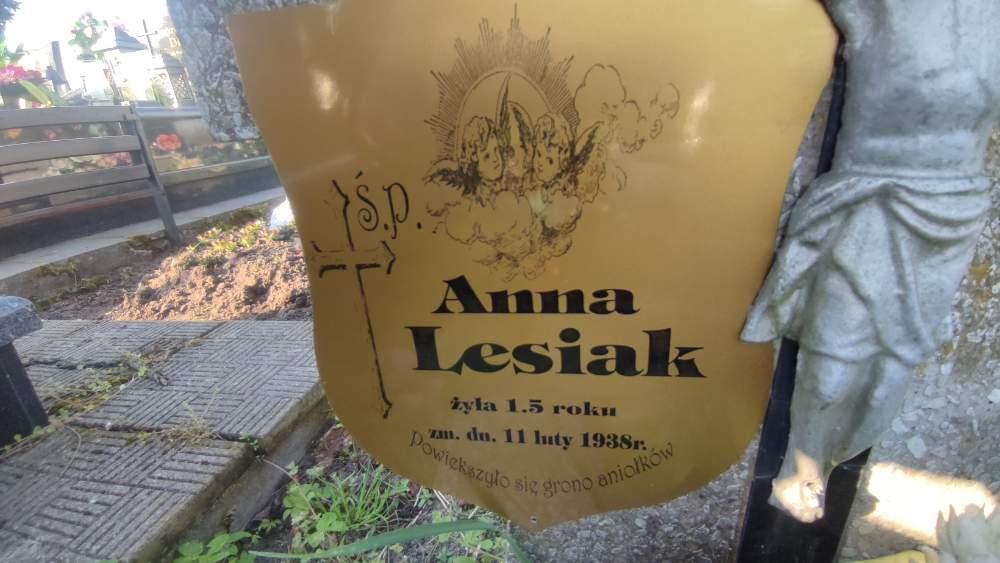 ś.p.
Anna
Lesiak
żyła 1.5 roku
zm. dn. 11 luty 1938r.
Powiększyło się grono aniołków